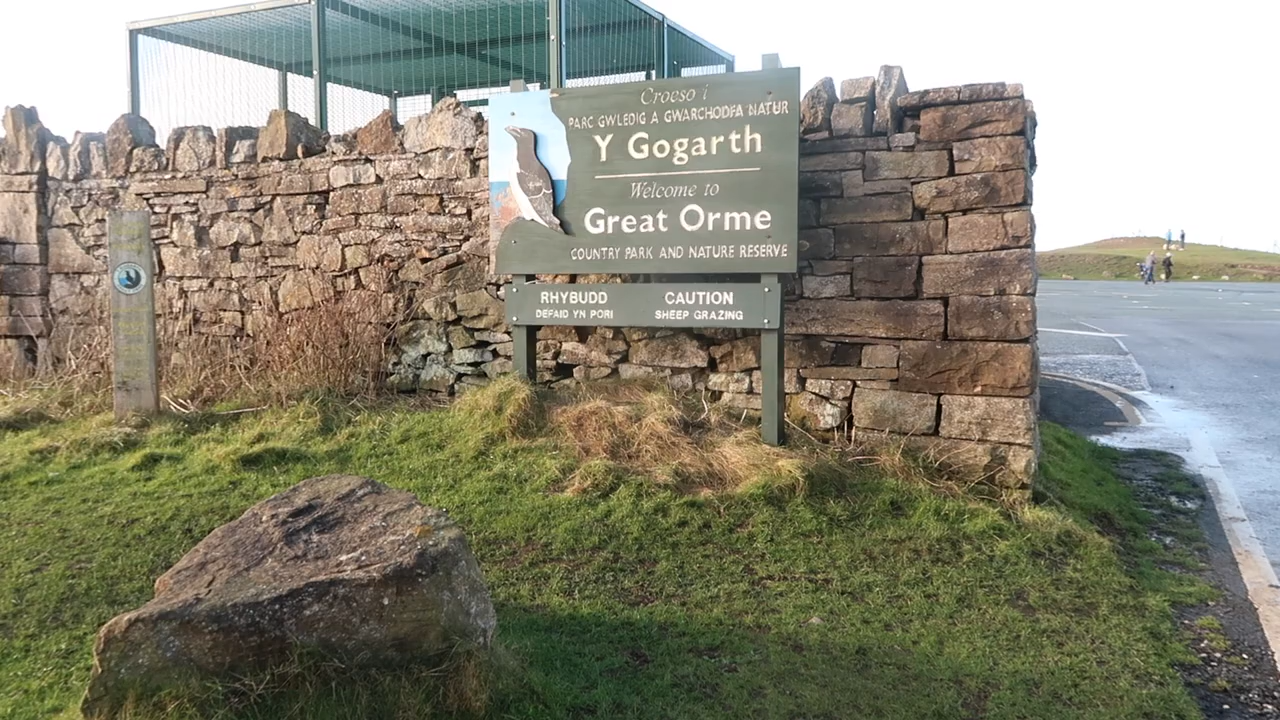 Croeso i
PARC GWLEDIG A GWARCHODFA NATUR
Y Gogarth
Welcome to
Great Orme
COUNTRY PARK AND NATURE RESERVE
RHYBUDD
DEFAID YN PORI
CAUTION
SHEEP GRAZING